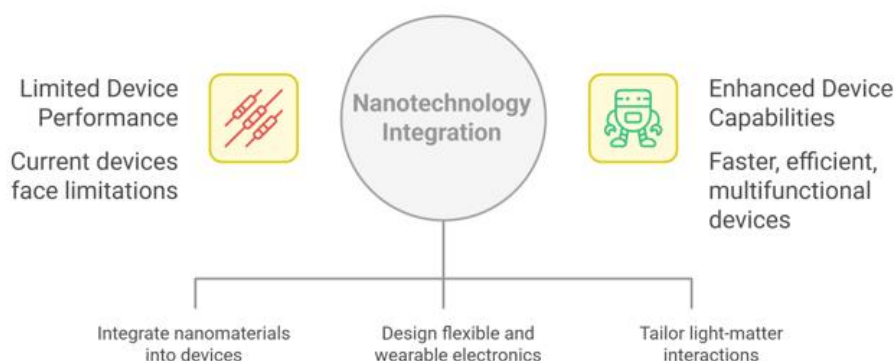 Limited Device
Performance
Current devices
face limitations
Nanotechnology
Integration
Enhanced Device
Capabilities
Faster, efficient,
multifunctional
devices
Integrate nanomaterials
into devices
Design flexible and
wearable electronics
Tailor light-matter
interactions